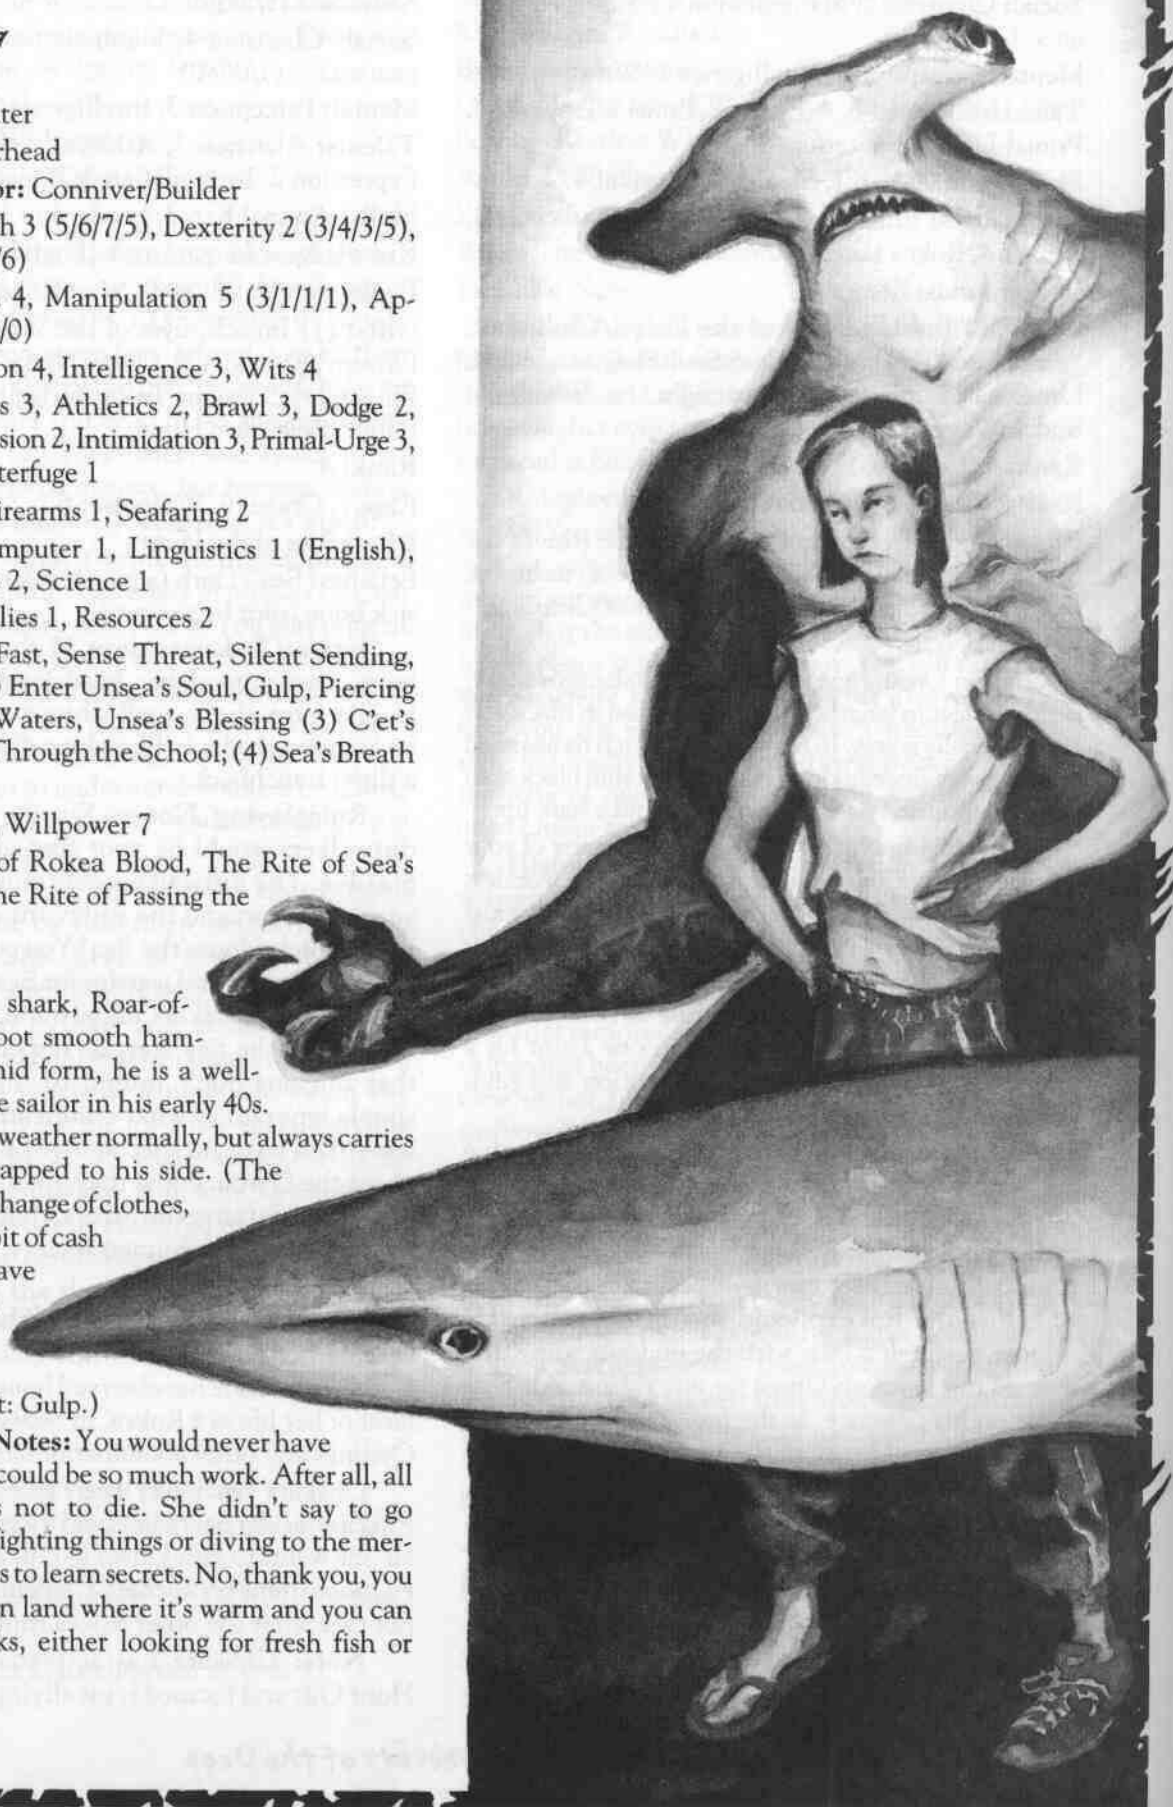 y
ter
rhead
or: Conniver/Builder
h 3 (5/6/7/5), Dexterity 2 (3/4/3/5),
/6)
4, Manipulation 5 (3/1/1/1), Ap-
/0)
on 4, Intelligence 3, Wits 4
s 3, Athletics 2, Brawl 3, Dodge 2,
sion 2, Intimidation 3, Primal-Urge 3,
terfuge 1
irearms 1, Seafaring 2
mputer 1, Linguistics 1 (English),
2, Science 1
lies 1, Resources 2
Fast, Sense Threat, Silent Sending,
Enter Unsea's Soul, Gulp, Piercing
Waters, Unsea's Blessing (3) C'et's
Through the School; (4) Sea's Breath
Willpower 7
of Rokea Blood, The Rite of Sea's
he Rite of Passing the
shark, Roar-of-
oot smooth ham-
nid form, he is a well-
e sailor in his early 40s.
weather normally, but always carries
apped to his side. (The
hange of clothes,
it of cash
ave
t: Gulp.)
Notes: You would never have
could be so much work. After all, all
s not to die. She didn't say to go
ighting things or diving to the mer-
s to learn secrets. No, thank you, you
n land where it's warm and you can
ks, either looking for fresh fish or